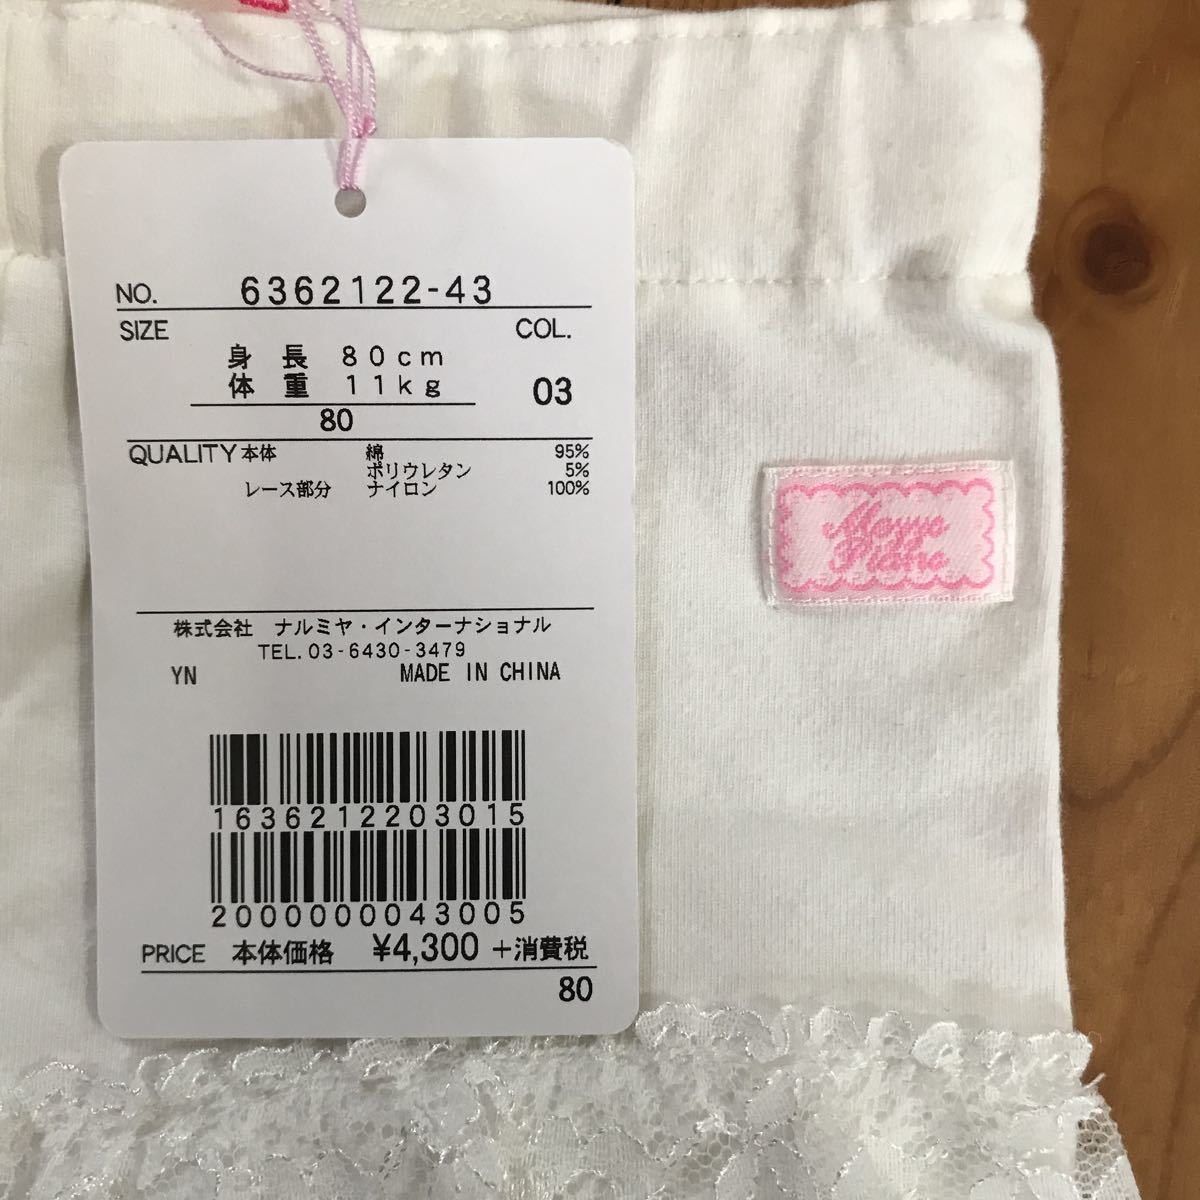 NO. 6362122-43
SIZE COL.
身 長 80cm
体 重 11kg
03
80
QUALITY 本体 綿 95%
ポリウレタン 5%
レース部分 ナイロン 100%
株式会社 ナルミヤ・インターナショナル
TEL. 03-6430-3479
YN MADE IN CHINA
1636212203015
2000000043005
PRICE 本体価格 ¥4,300 +消費税
80
Mezzo
Piano